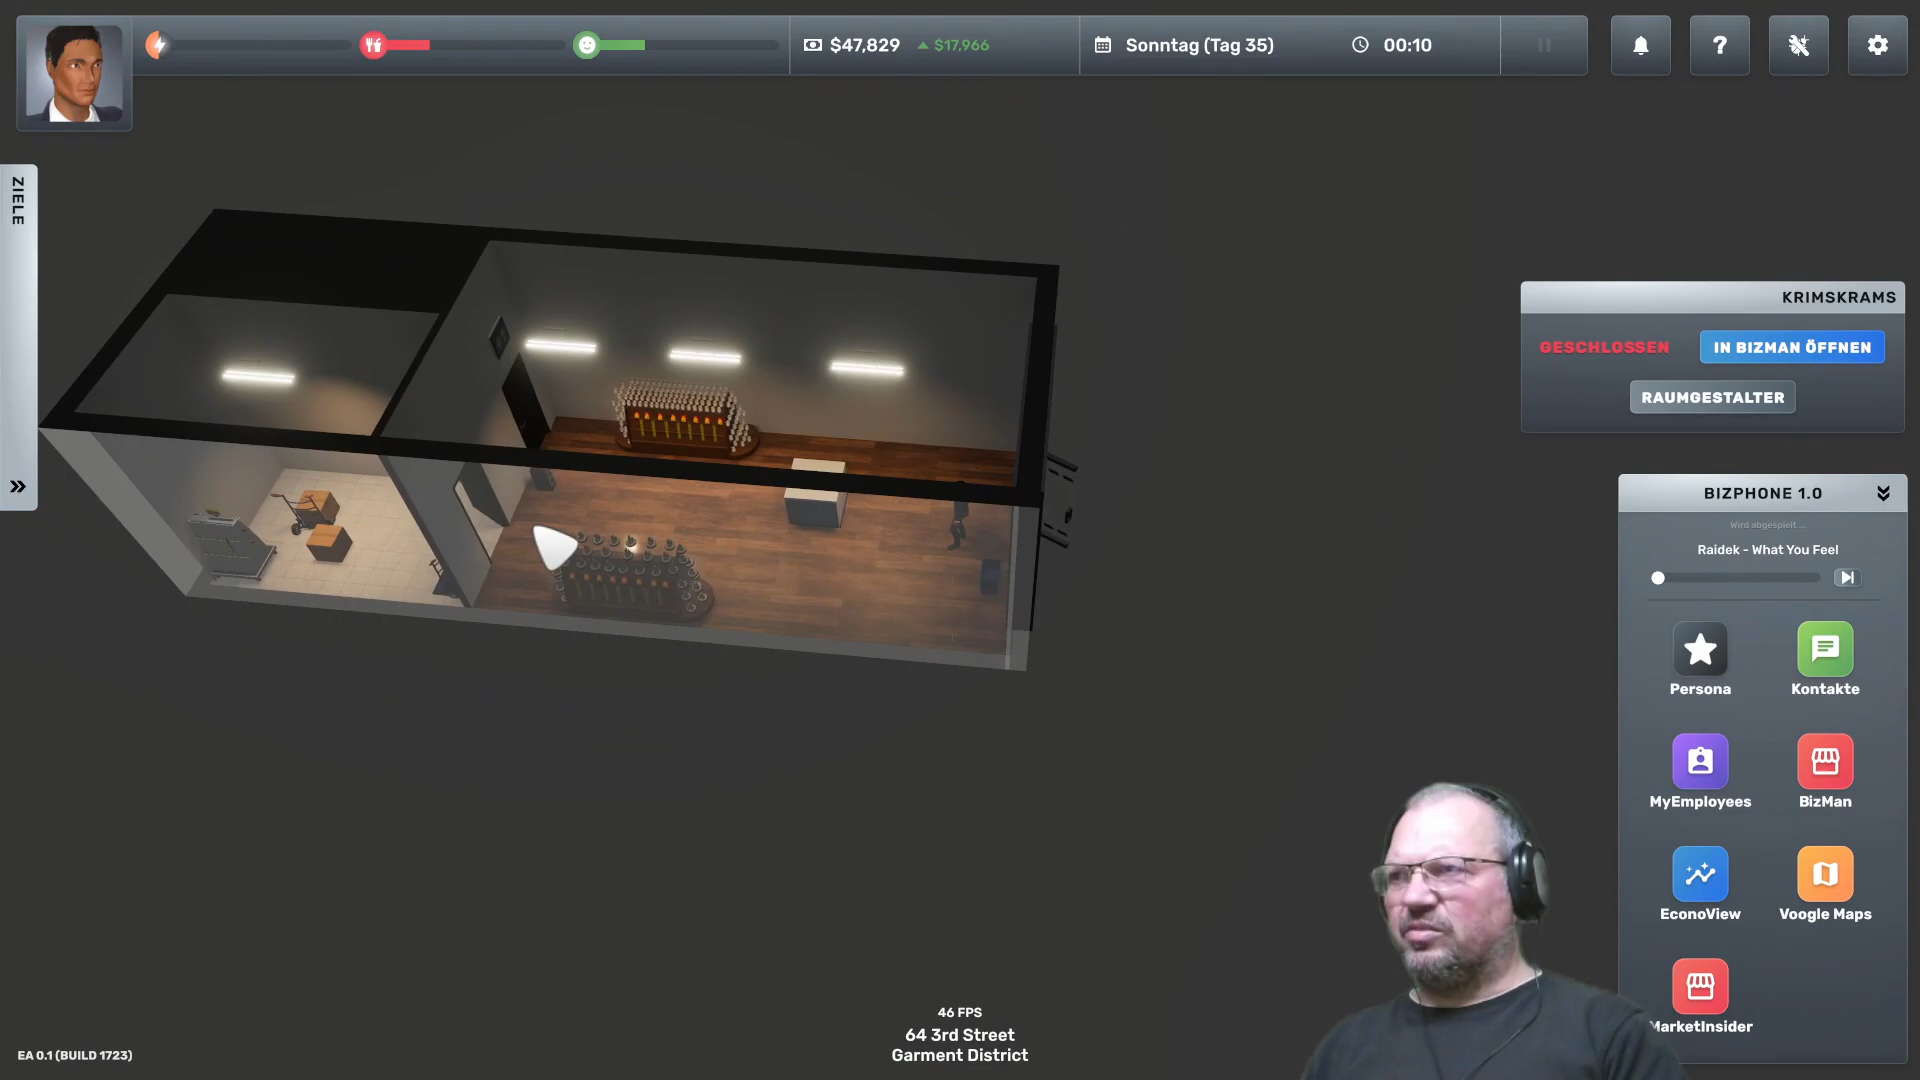 $47,829
$17,966
Sonntag (Tag 35)
00:10
?
ZIELE
KRIMSKRAMS
GESCHLOSSEN
IN BIZMAN ÖFFNEN
RAUMGESTALTER
BIZPHONE 1.0
Wird abgespielt ...
Raidek - What You Feel
Persona
Kontakte
MyEmployees
BizMan
EconoView
Voogle Maps
MarketInsider
46 FPS
64 3rd Street
Garment District
EA 0.1 (BUILD 1723)